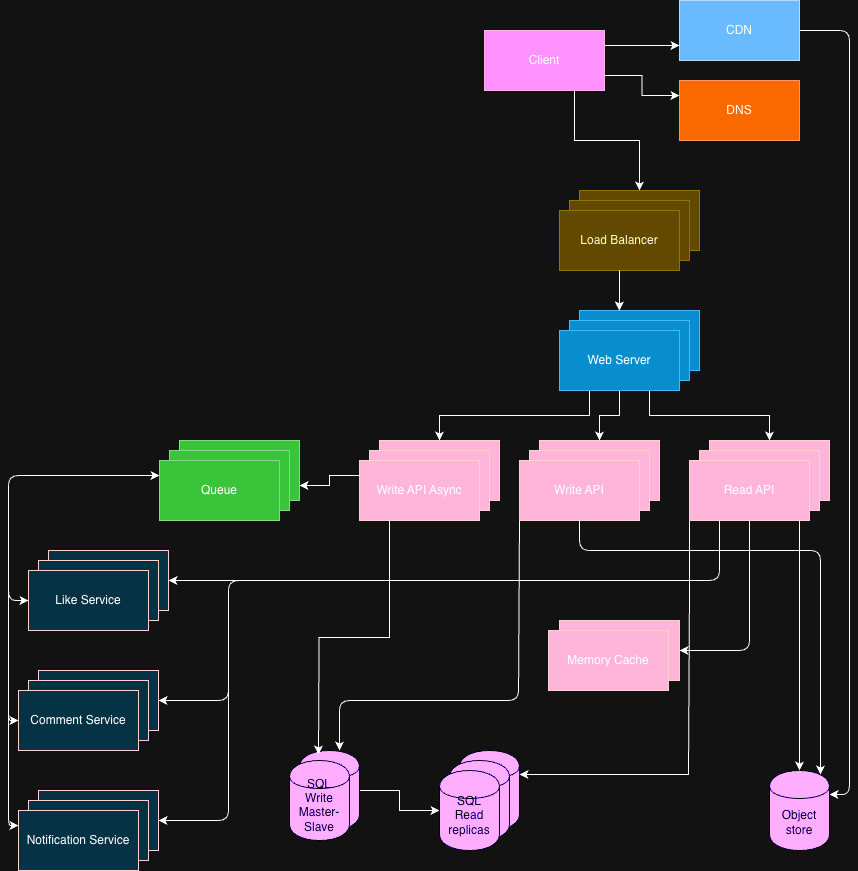 CDN
Client
DNS
Load Balancer
Web Server
Queue
Write API Async
Write API
Read API
Like Service
Memory Cache
Comment Service
SQL
Write
Master-
Slave
SQL
Read
replicas
Object
store
Notification Service